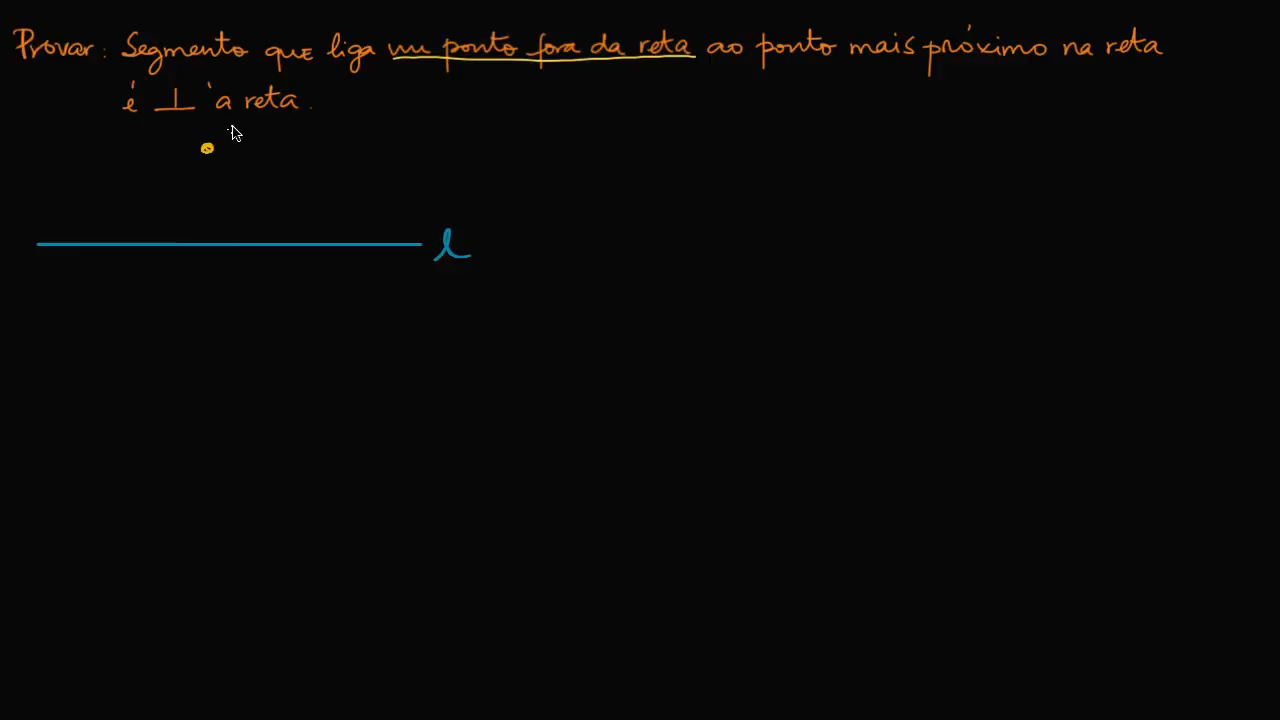 Provar: Segmento que liga um ponto fora da reta ao ponto mais próximo na reta
é ⊥ à reta.
l